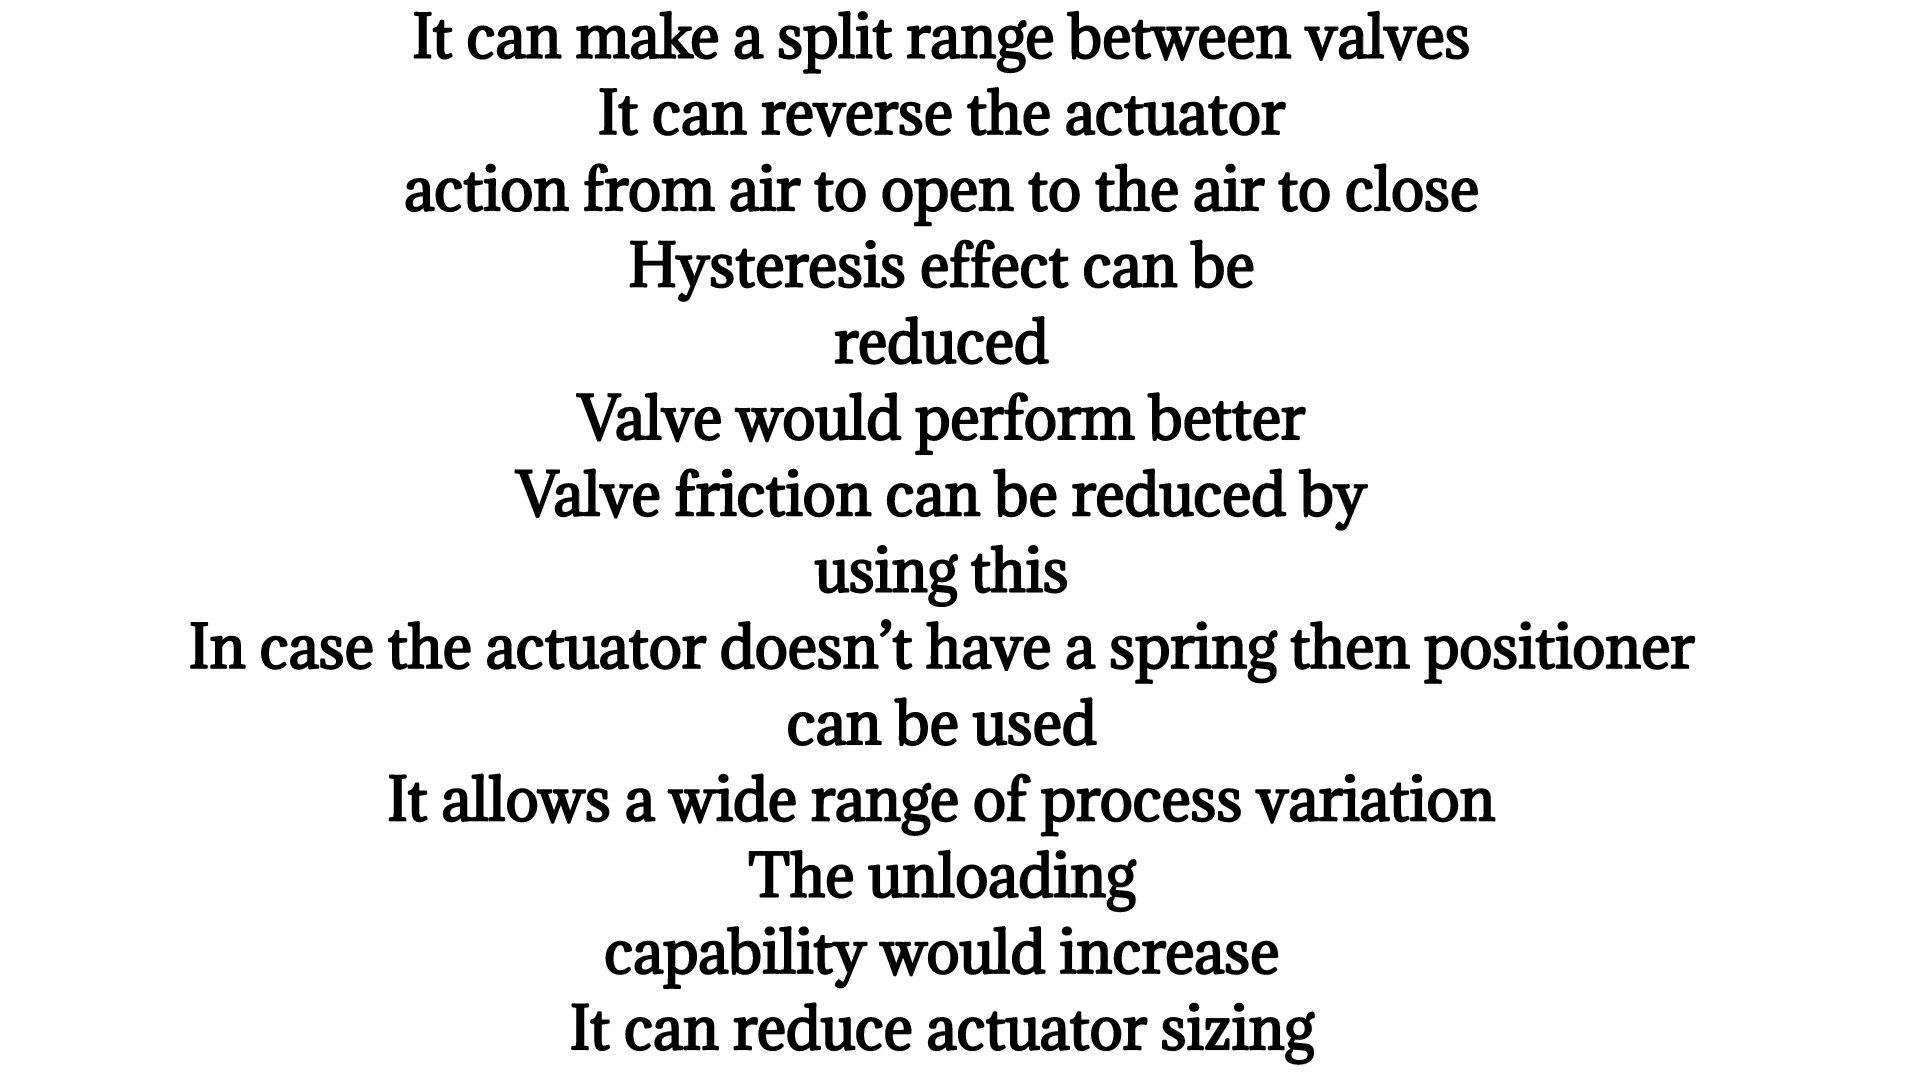 It can make a split range between valves
It can reverse the actuator
action from air to open to the air to close
Hysteresis effect can be
reduced
Valve would perform better
Valve friction can be reduced by
using this
In case the actuator doesn’t have a spring then positioner
can be used
It allows a wide range of process variation
The unloading
capability would increase
It can reduce actuator sizing